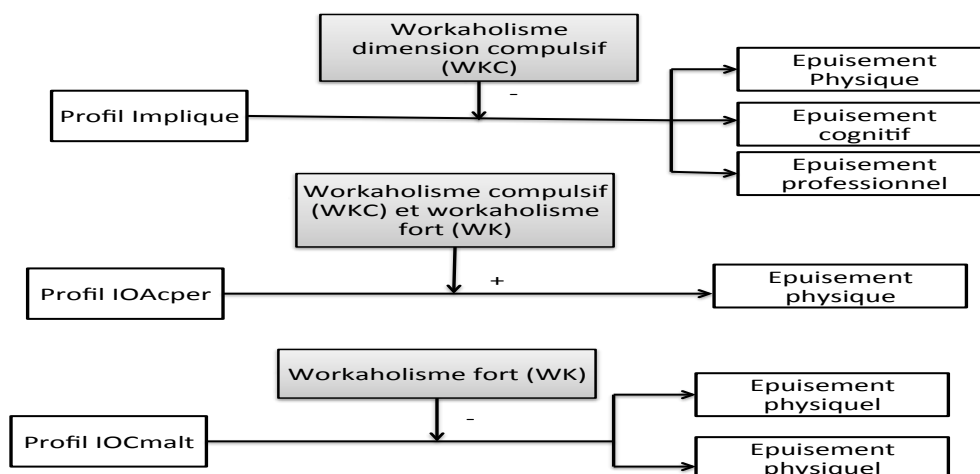 Workaholisme
dimension compulsif
(WKC)
-
Profil Implique
Epuisement
Physique
Epuisement
cognitif
Epuisement
professionnel
Workaholisme compulsif
(WKC) et workaholisme
fort (WK)
+
Profil IOAcper
Epuisement
physique
Workaholisme fort (WK)
-
Profil IOCmalt
Epuisement
physiquel
Epuisement
physiquel